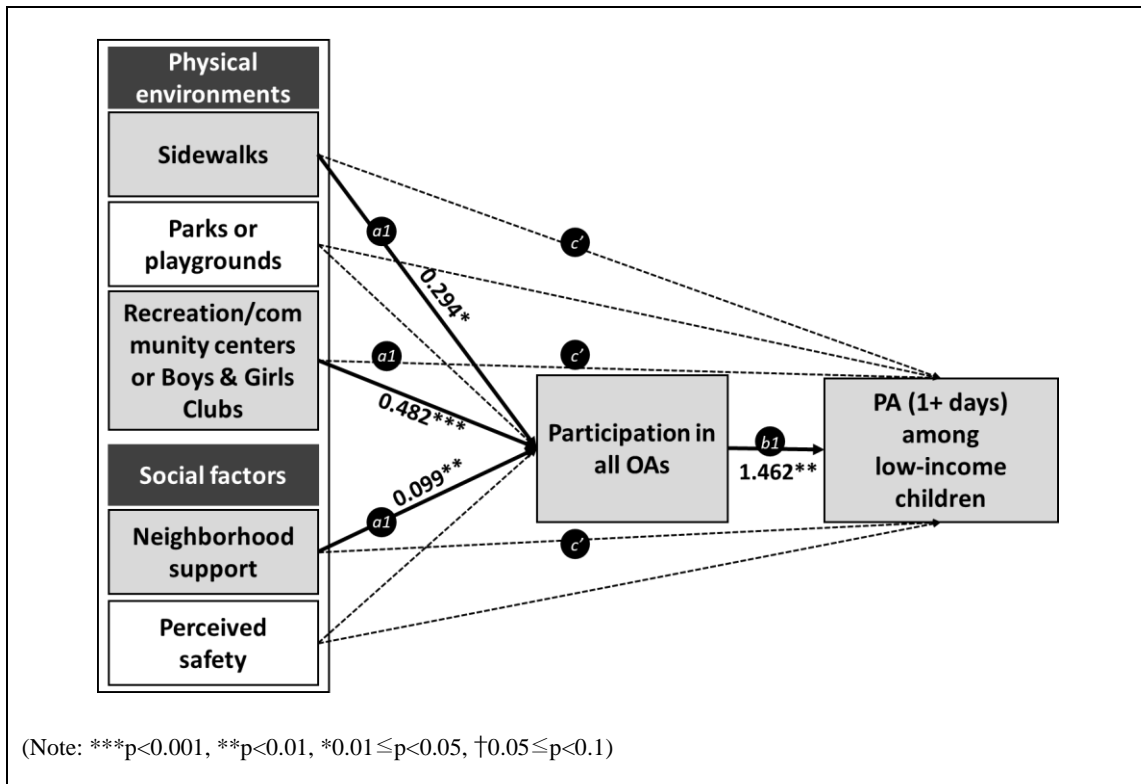 Physical
environments
Sidewalks
Parks or
playgrounds
Recreation/com
munity centers
or Boys & Girls
Clubs
Social factors
Neighborhood
support
Perceived
safety
a1
0.294*
a1
0.482***
0.099**
a1
c'
c'
c'
Participation in
all OAs
b1
1.462**
PA (1+ days)
among
low-income
children
(Note: ***p<0.001, **p<0.01, *0.01≦p<0.05, †0.05≦p<0.1)